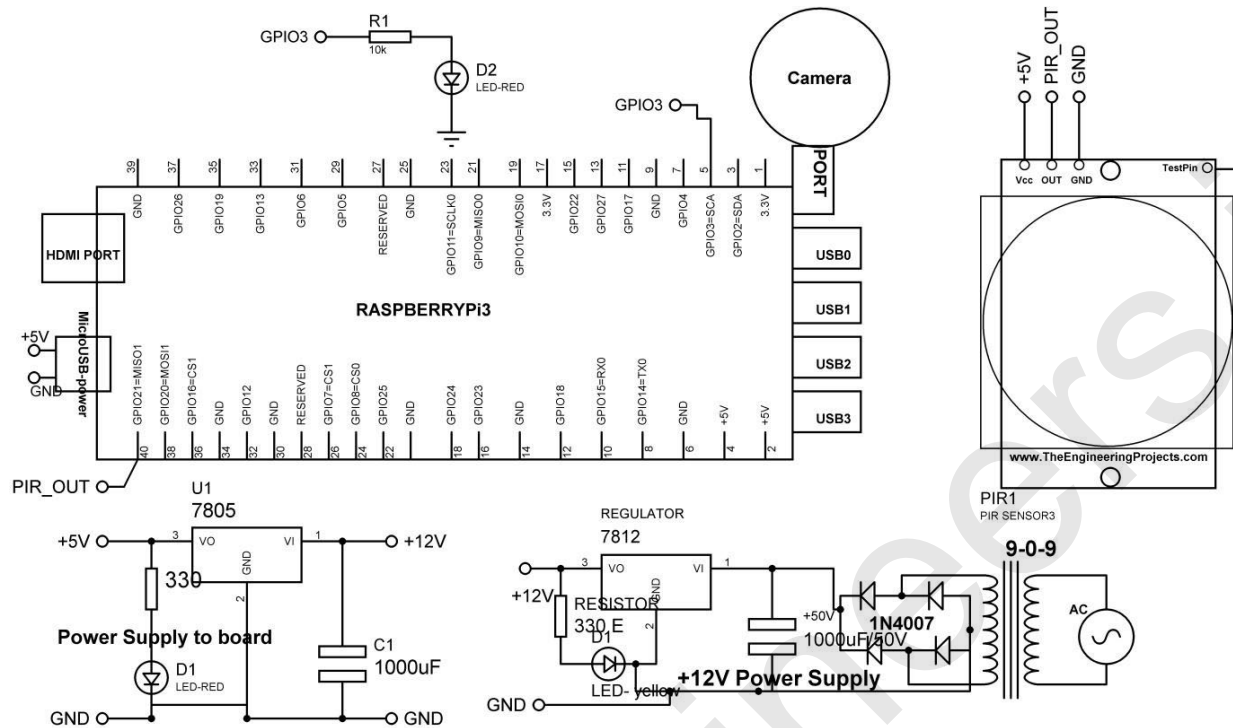 GPIO3
R1
10k
D2
LED-RED
GPIO3
Camera
PORT
39
37
35
33
31
29
27
25
23
21
19
17
15
13
11
9
7
5
3
1
GND
GPIO26
GPIO19
GPIO13
GPIO6
GPIO5
RESERVED
GND
GPIO11=SCLK0
GPIO9=MISO0
GPIO10=MOSI0
3.3V
GPIO22
GPIO27
GPIO17
GND
GPIO4
GPIO3=SCA
GPIO2=SDA
3.3V
HDMI PORT
RASPBERRYPi3
USB0
USB1
USB2
USB3
MicroUSB-power
+5V
GND
GPIO21=MISO1
GPIO20=MOSI1
GPIO16=CS1
GND
GPIO12
GND
RESERVED
GPIO7=CS1
GPIO8=CS0
GPIO25
GND
GPIO24
GPIO23
GND
GPIO18
GPIO15=RX0
GPIO14=TX0
GND
+5V
+5V
40
38
36
34
32
30
28
26
24
22
18
16
14
12
10
8
6
4
2
PIR_OUT
+5V
PIR_OUT
GND
Vcc
OUT
GND
TestPin
www.TheEngineeringProjects.com
PIR1
PIR SENSOR3
U1
7805
+5V
3
VO
VI
1
+12V
GND
2
330
Power Supply to board
D1
LED-RED
C1
1000uF
GND
GND
REGULATOR
7812
3
VO
VI
1
+12V
GND
2
RESISTOR
330 E
D1
LED- yellow
+50V
1000uF/50V
1N4007
+12V Power Supply
GND
9-0-9
AC
ineers